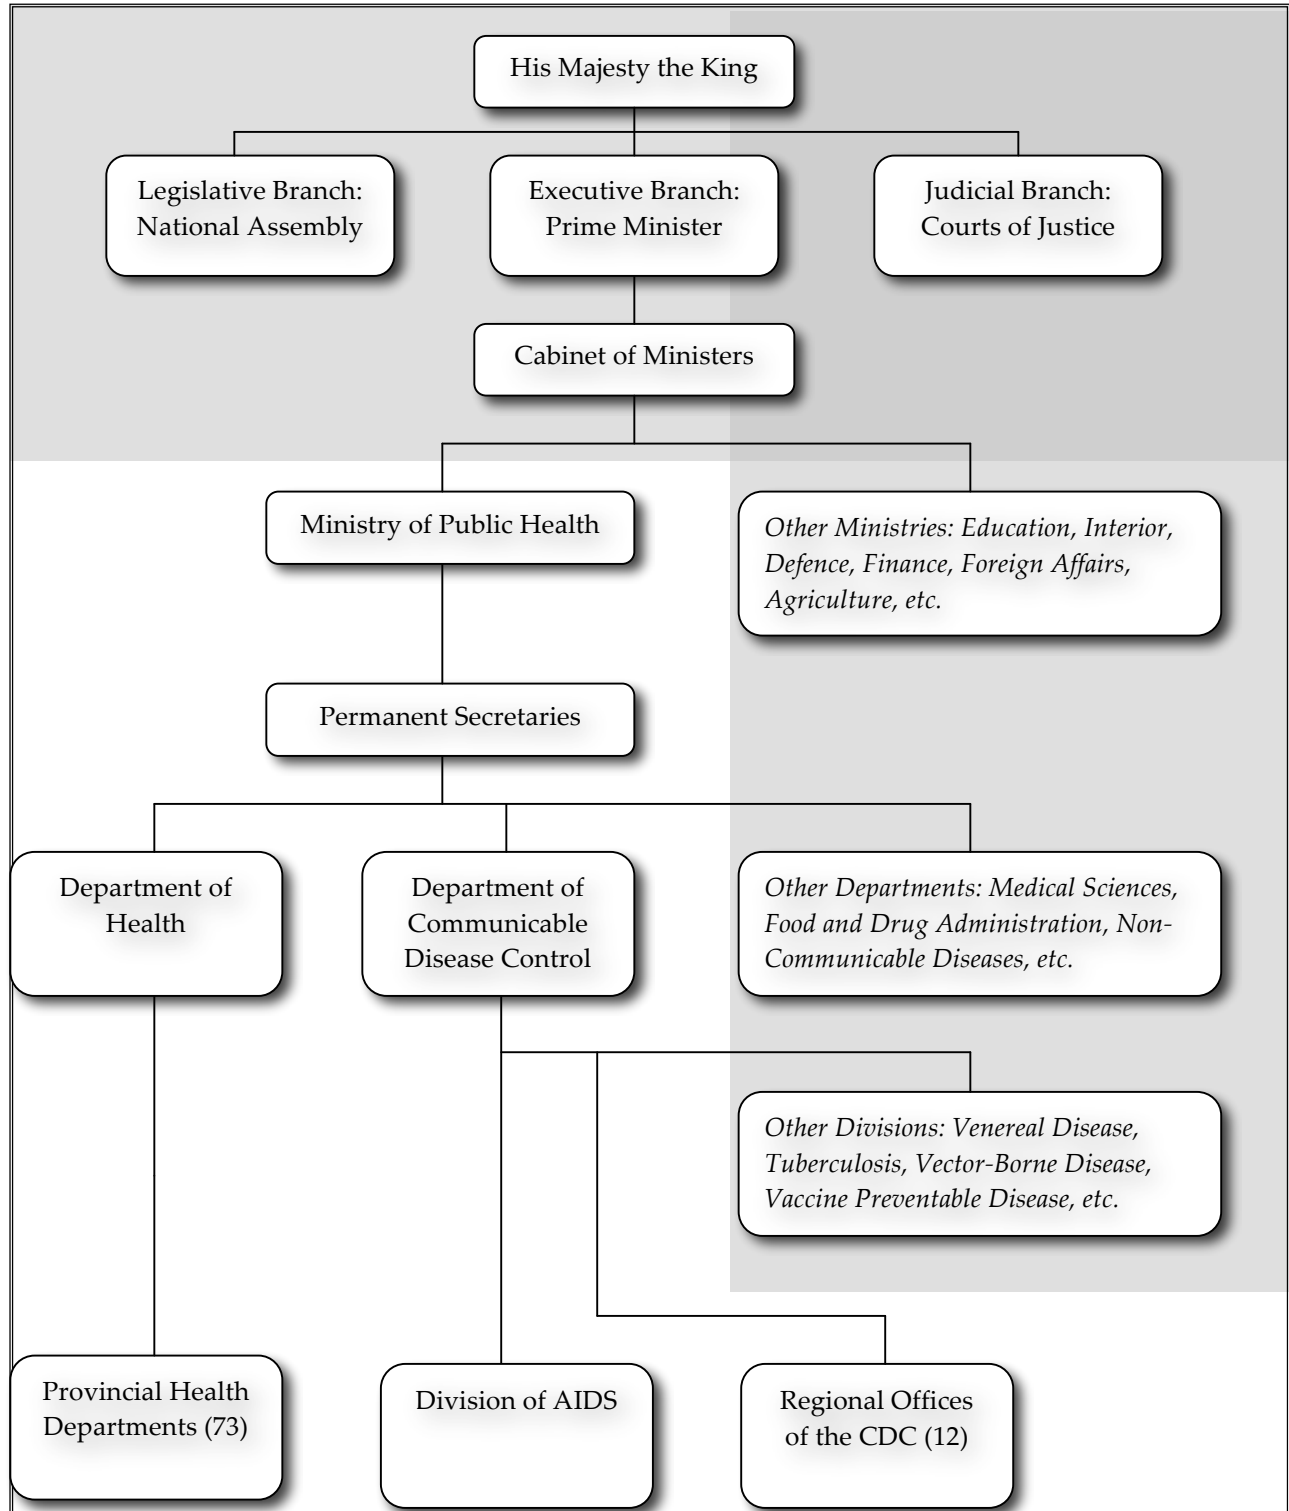 His Majesty the King
Legislative Branch:
National Assembly
Executive Branch:
Prime Minister
Judicial Branch:
Courts of Justice
Cabinet of Ministers
Ministry of Public Health
Other Ministries: Education, Interior,
Defence, Finance, Foreign Affairs,
Agriculture, etc.
Permanent Secretaries
Department of
Health
Department of
Communicable
Disease Control
Other Departments: Medical Sciences,
Food and Drug Administration, Non-
Communicable Diseases, etc.
Other Divisions: Venereal Disease,
Tuberculosis, Vector-Borne Disease,
Vaccine Preventable Disease, etc.
Provincial Health
Departments (73)
Division of AIDS
Regional Offices
of the CDC (12)